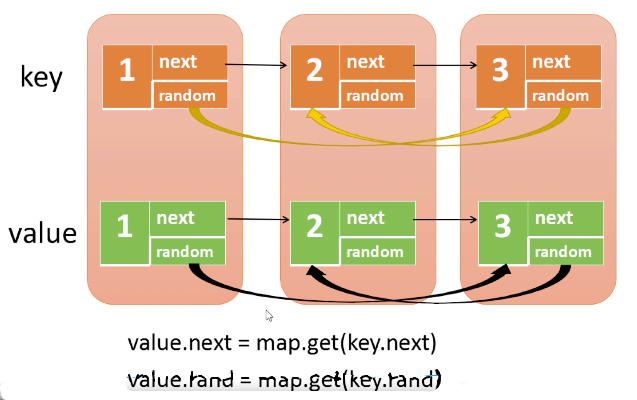 key
1 next 2 next 3 next
random random random
value
1 next 2 next 3 next
random random random
value.next = map.get(key.next)
value.rand = map.get(key.rand)